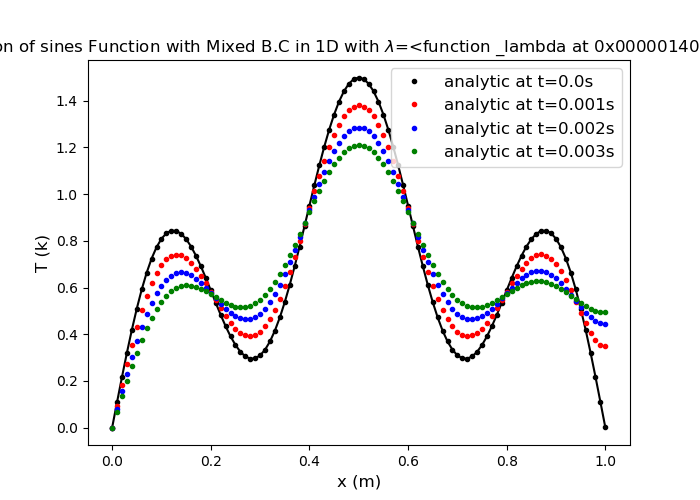 on of sines Function with Mixed B.C in 1D with λ=<function _lambda at 0x00000140
analytic at t=0.0s
analytic at t=0.001s
analytic at t=0.002s
analytic at t=0.003s
T (k)
1.4
1.2
1.0
0.8
0.6
0.4
0.2
0.0
0.0 0.2 0.4 0.6 0.8 1.0
x (m)